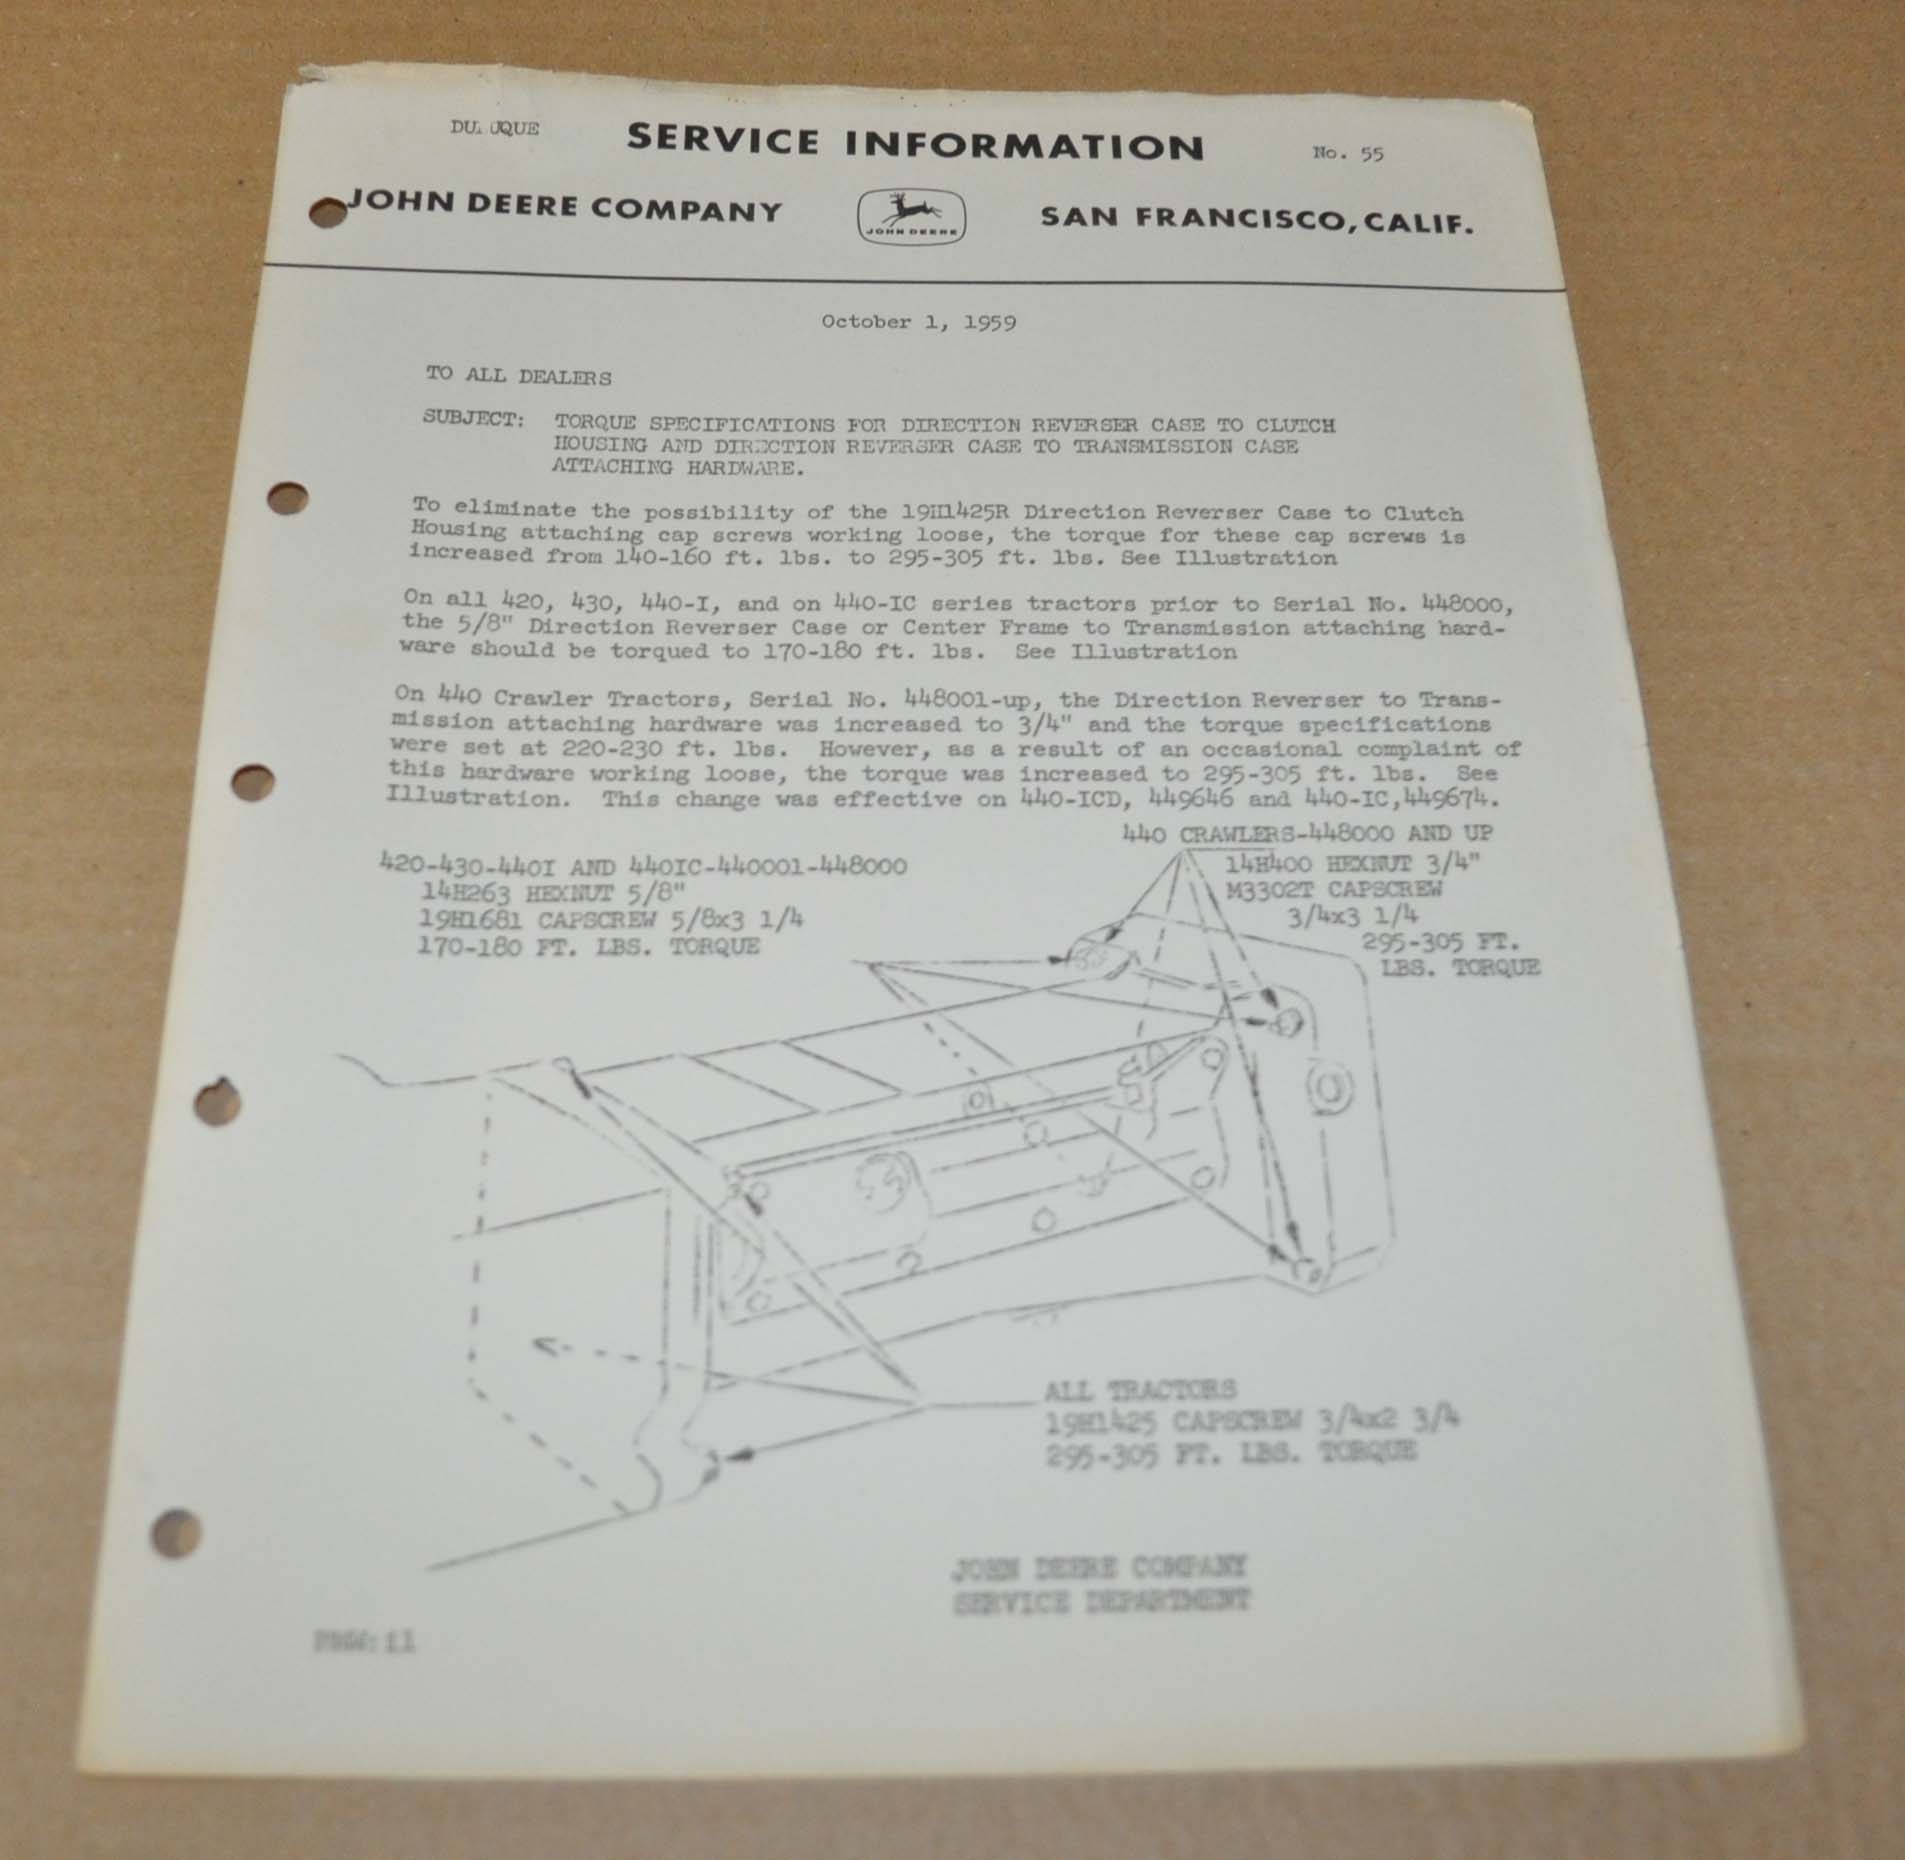 SERVICE INFORMATION
No. 55
JOHN DEERE COMPANY
JOHN DEERE
SAN FRANCISCO, CALIF.
October 1, 1959
TO ALL DEALERS
SUBJECT: TORQUE SPECIFICATIONS FOR DIRECTION REVERSER CASE TO CLUTCH
HOUSING AND DIRECTION REVERSER CASE TO TRANSMISSION CASE
ATTACHING HARDWARE.
To eliminate the possibility of the 19H1425R Direction Reverser Case to Clutch
Housing attaching cap screws working loose, the torque for these cap screws is
increased from 140-160 ft. lbs. to 295-305 ft. lbs. See Illustration
On all 420, 430, 440-I, and on 440-IC series tractors prior to Serial No. 448000,
the 5/8" Direction Reverser Case or Center Frame to Transmission attaching hard-
ware should be torqued to 170-180 ft. lbs. See Illustration
On 440 Crawler Tractors, Serial No. 448001-up, the Direction Reverser to Trans-
mission attaching hardware was increased to 3/4" and the torque specifications
were set at 220-230 ft. lbs. However, as a result of an occasional complaint of
this hardware working loose, the torque was increased to 295-305 ft. lbs. See
Illustration. This change was effective on 440-ICD, 449646 and 440-IC,449674.
440 CRAWLERS-448000 AND UP
14H400 HEXNUT 3/4"
M3302T CAPSCREW
3/4x3 1/4
295-305 FT.
LBS. TORQUE
420-430-440I AND 440IC-440001-448000
14H263 HEXNUT 5/8"
19H1681 CAPSCREW 5/8x3 1/4
170-180 FT. LBS. TORQUE
ALL TRACTORS
19H1425 CAPSCREW 3/4x2 3/4
295-305 FT. LBS. TORQUE
JOHN DEERE COMPANY
SERVICE DEPARTMENT